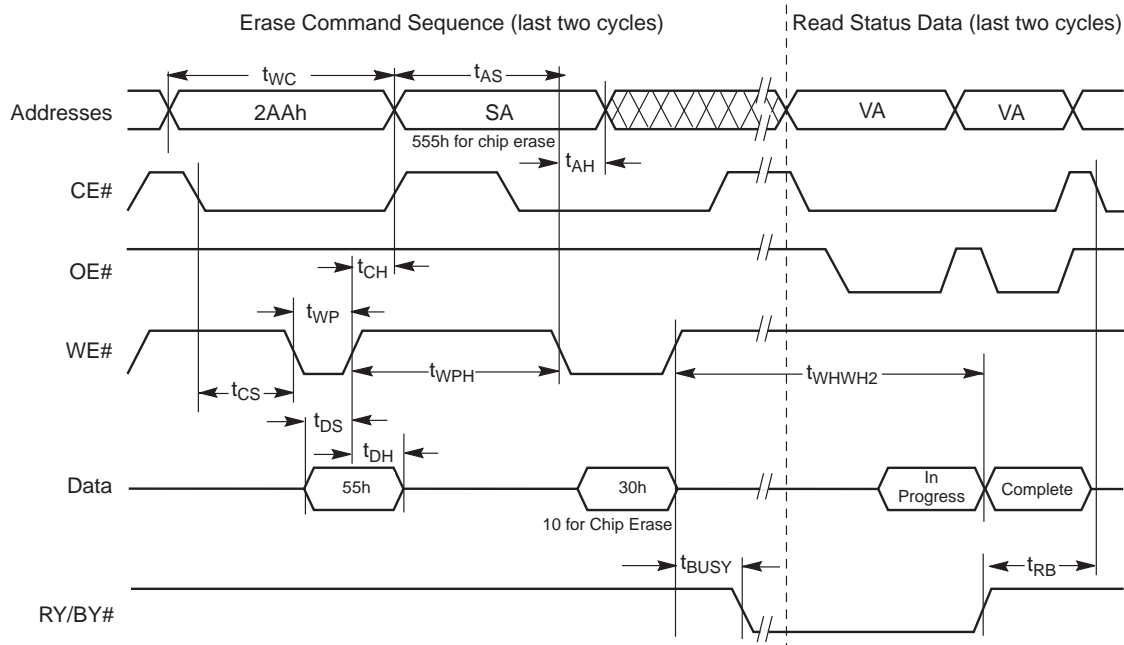 Erase Command Sequence (last two cycles)
Read Status Data (last two cycles)
tWC
tAS
Addresses
2AAh
SA
VA
VA
555h for chip erase
tAH
CE#
tCH
OE#
tWP
WE#
tWPH
tWHWH2
tCS
tDS
tDH
Data
55h
30h
In
Progress
Complete
10 for Chip Erase
tBUSY
tRB
RY/BY#